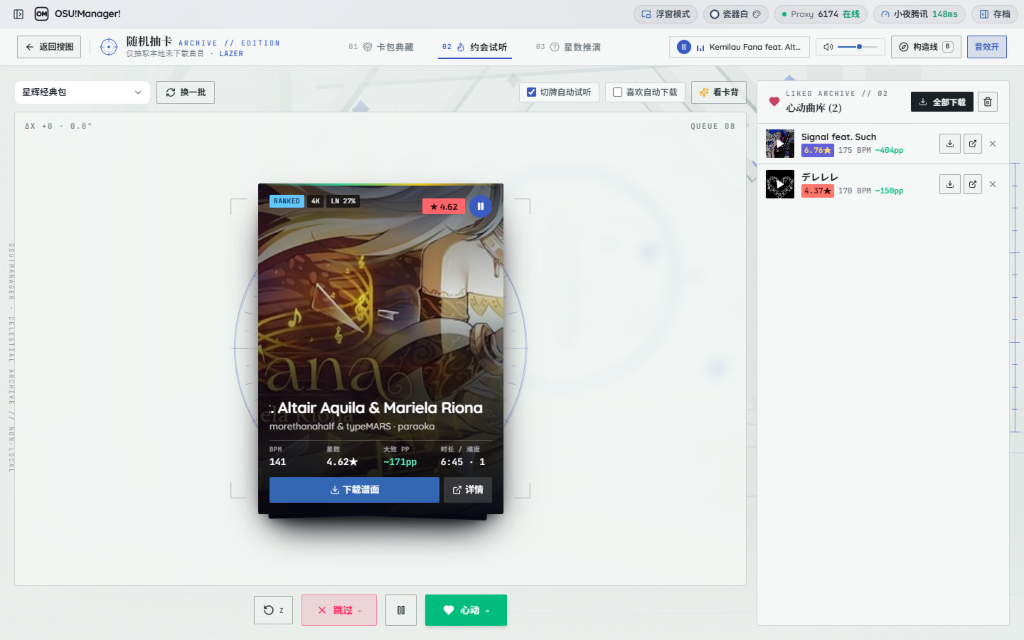 OM OSU!Manager!
浮窗模式
瓷器白
Proxy 6174 在线
小夜腾讯 148ms
存档
返回搜图
随机抽卡 ARCHIVE // EDITION
仅抽取本地未下载曲目 · LAZER
01 卡包典藏
02 约会试听
03 星数推演
Kemilau Fana feat. Alt...
构造线 B
音效开
星辉经典包
换一批
切牌自动试听
喜欢自动下载
看卡背
ΔX +0 · 0.0°
QUEUE 08
RANKED 4K LN 27%
★ 4.62
ana
. Altair Aquila & Mariela Riona
morethanahalf & typeMARS · paraoka
BPM 星数 大致 PP 时长 / 难度
141 4.62★ ~171pp 6:45 · 1
下载谱面
详情
Z
跳过 ←
心动 →
LIKED ARCHIVE // 02
心动曲库 (2)
全部下载
Signal feat. Such
6.76★ 175 BPM ~404pp
デレレレ
4.37★ 170 BPM ~150pp
OSU!MANAGER · CELESTIAL ARCHIVE // NON-LOCAL